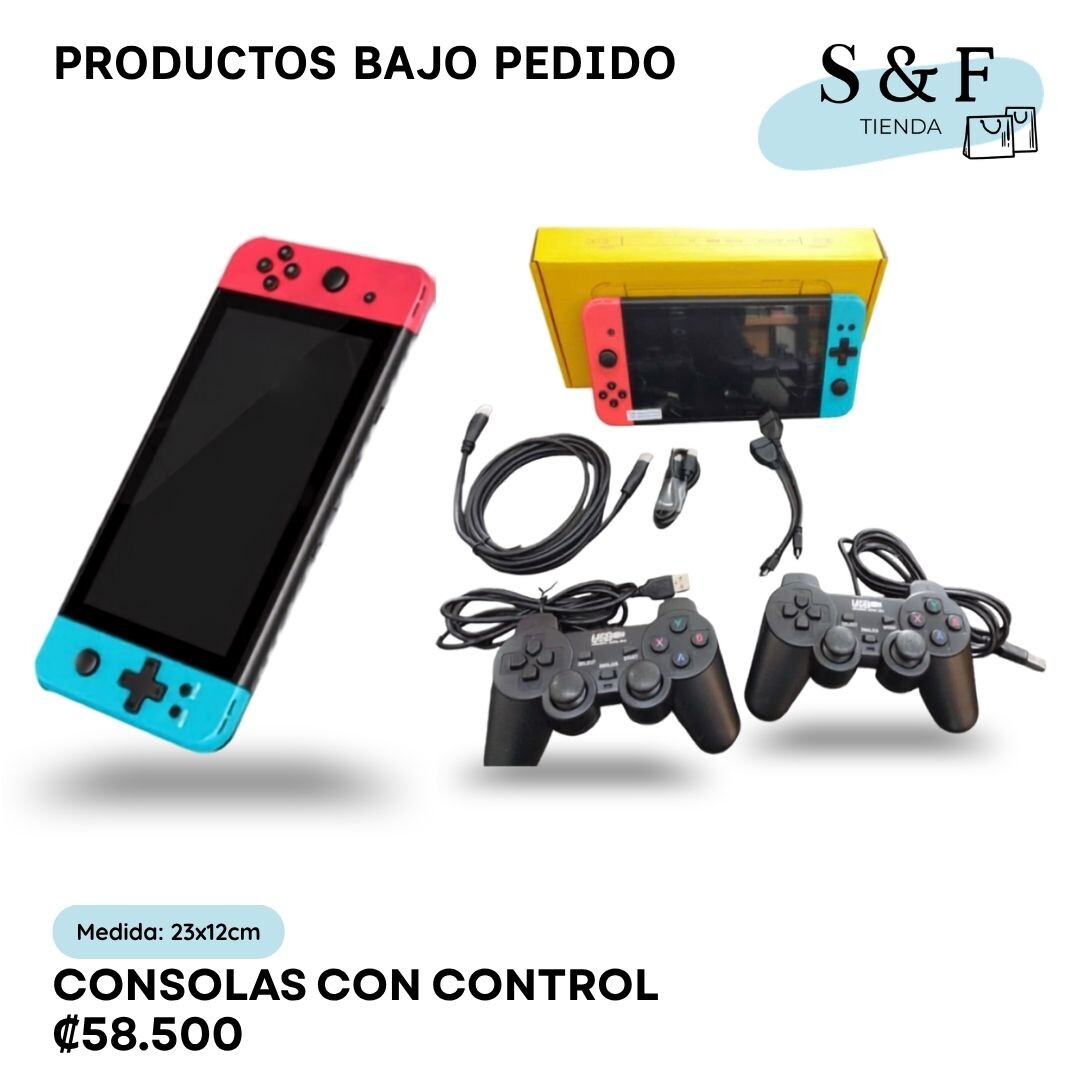 PRODUCTOS BAJO PEDIDO
S & F
TIENDA
Medida: 23x12cm
CONSOLAS CON CONTROL
₡58.500